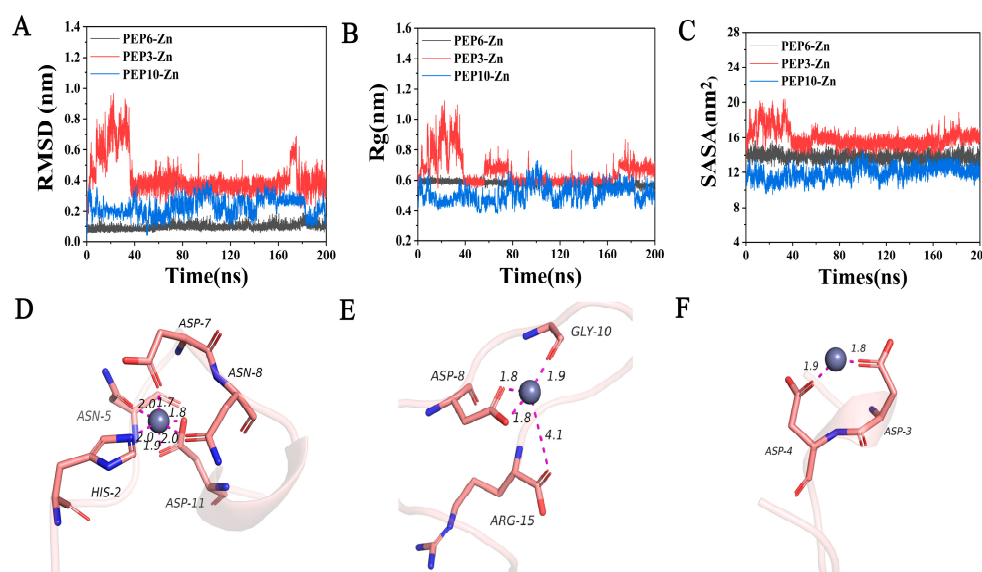 A
1.4
1.2
1.0
0.8
0.6
0.4
0.2
0.0
RMSD (nm)
PEP6-Zn
PEP3-Zn
PEP10-Zn
0 40 80 120 160 200
Time(ns)
B
1.6
1.4
1.2
1.0
0.8
0.6
0.4
0.2
Rg(nm)
PEP6-Zn
PEP3-Zn
PEP10-Zn
0 40 80 120 160 200
Time(ns)
C
28
24
20
16
12
8
4
SASA(nm²)
PEP6-Zn
PEP3-Zn
PEP10-Zn
0 40 80 120 160 200
Times(ns)
D
ASP-7
ASN-8
ASN-5
2.0
1.7
1.8
2.0
2.0
1.9
HIS-2
ASP-11
E
GLY-10
ASP-8
1.8
1.9
1.8
4.1
ARG-15
F
1.9
1.8
ASP-3
ASP-4